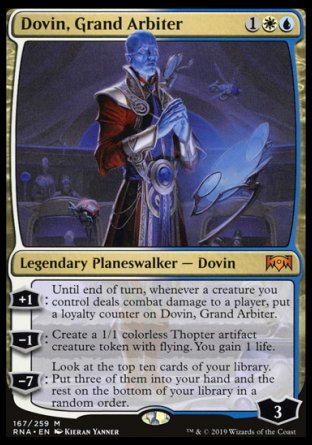 Dovin, Grand Arbiter 1
Legendary Planeswalker — Dovin
+1: Until end of turn, whenever a creature you
control deals combat damage to a player, put
a loyalty counter on Dovin, Grand Arbiter.
-1: Create a 1/1 colorless Thopter artifact
creature token with flying. You gain 1 life.
Look at the top ten cards of your library.
-7: Put three of them into your hand and the
rest on the bottom of your library in a
random order.
3
167/259 M
RNA • EN Kieran Yanner ™ & © 2019 Wizards of the Coast